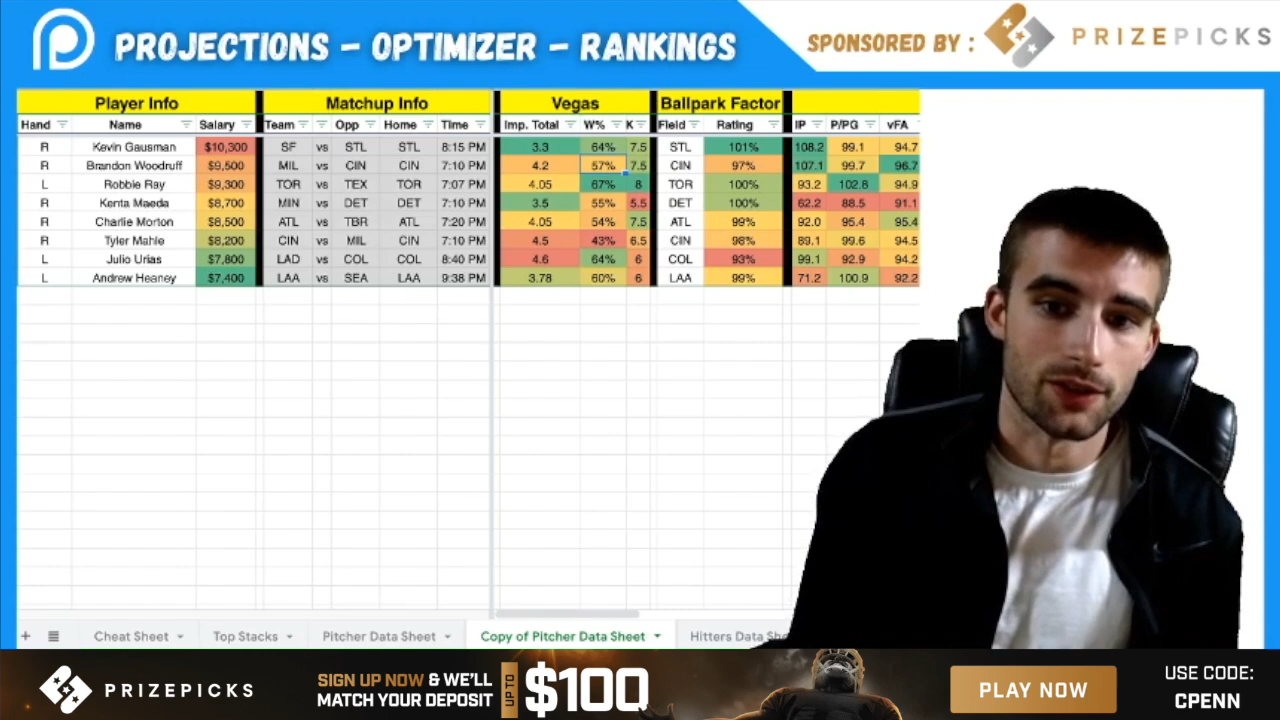 PROJECTIONS - OPTIMIZER - RANKINGS
SPONSORED BY : PRIZEPICKS
Player Info Matchup Info Vegas Ballpark Factor
Hand Name Salary Team Opp Home Time Imp. Total W% K Field Rating IP P/PG vFA
R Kevin Gausman $10,300 SF vs STL STL 8:15 PM 3.3 64% 7.5 STL 101% 108.2 99.1 94.7
R Brandon Woodruff $9,500 MIL vs CIN CIN 7:10 PM 4.2 57% 7.5 CIN 97% 107.1 99.7 96.7
L Robbie Ray $9,300 TOR vs TEX TOR 7:07 PM 4.05 67% 8 TOR 100% 93.2 102.8 94.9
R Kenta Maeda $8,700 MIN vs DET DET 7:10 PM 3.5 55% 5.5 DET 100% 62.2 88.5 91.1
R Charlie Morton $8,500 ATL vs TBR ATL 7:20 PM 4.05 54% 7.5 ATL 99% 92.0 95.4 95.4
R Tyler Mahle $8,200 CIN vs MIL CIN 7:10 PM 4.5 43% 6.5 CIN 98% 89.1 99.6 94.5
L Julio Urias $7,800 LAD vs COL COL 8:40 PM 4.6 64% 6 COL 93% 99.1 92.9 94.2
L Andrew Heaney $7,400 LAA vs SEA LAA 9:38 PM 3.78 60% 6 LAA 99% 71.2 100.9 92.2
+ Cheat Sheet Top Stacks Pitcher Data Sheet Copy of Pitcher Data Sheet Hitters Data Sh
PRIZEPICKS
SIGN UP NOW & WE'LL
MATCH YOUR DEPOSIT
UP TO
$100
PLAY NOW
USE CODE:
CPENN